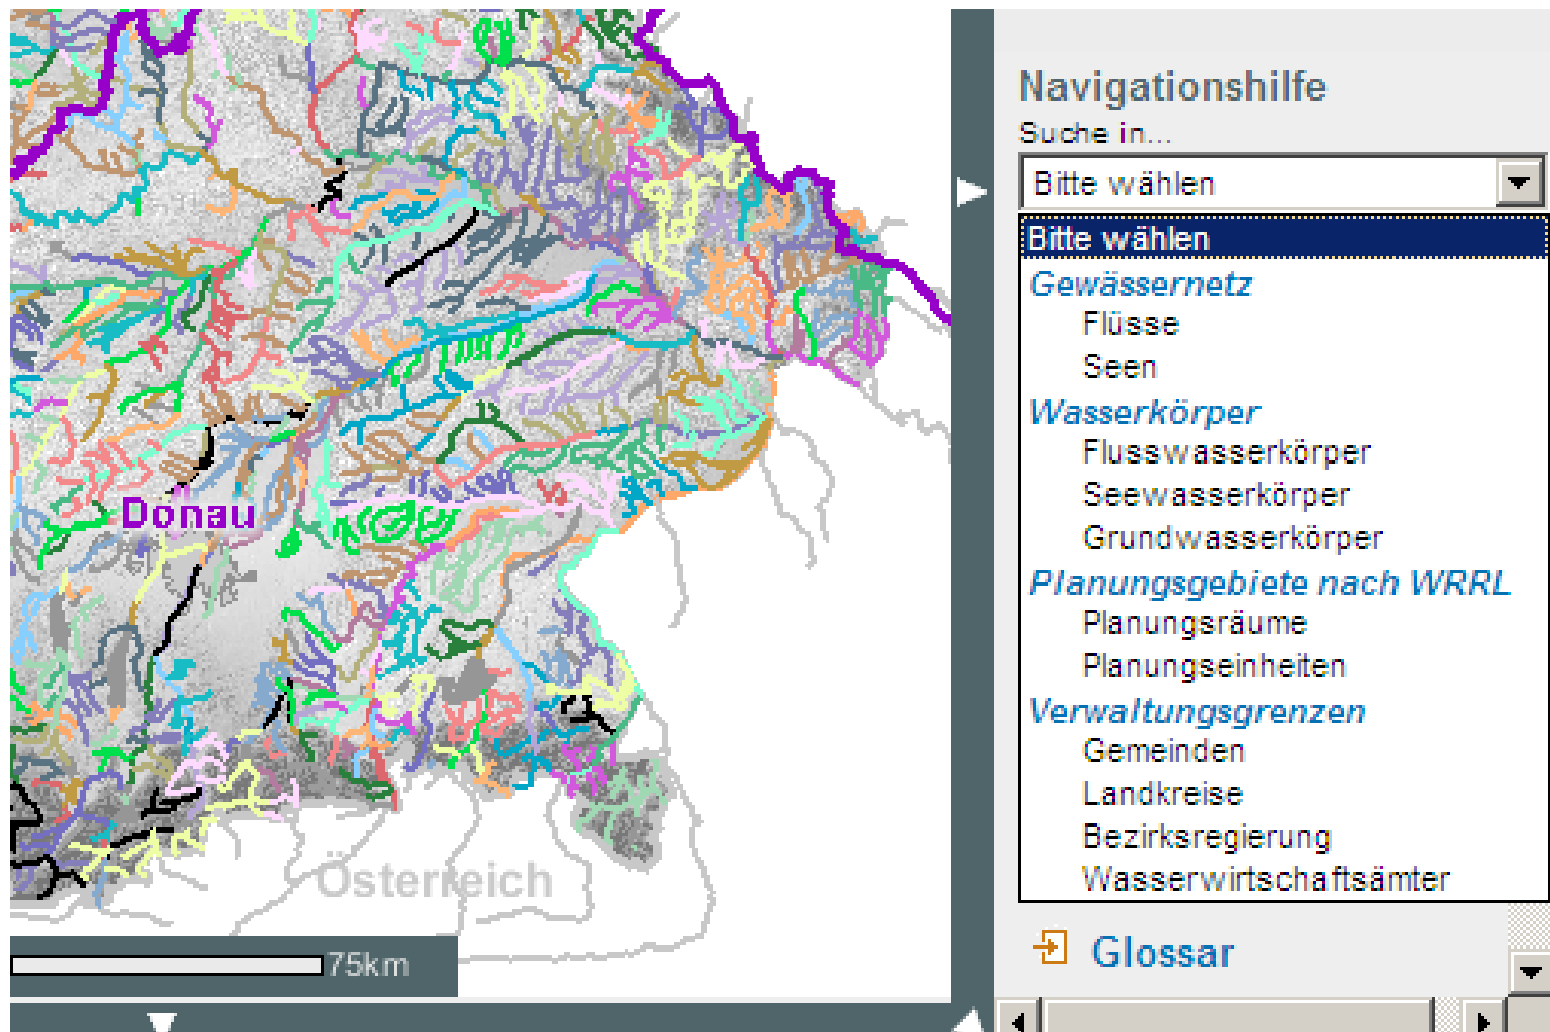 Donau
Österreich
75km
Navigationshilfe
Suche in...
Bitte wählen
Bitte wählen
Gewässernetz
Flüsse
Seen
Wasserkörper
Flusswasserkörper
Seewasserkörper
Grundwasserkörper
Planungsgebiete nach WRRL
Planungsräume
Planungseinheiten
Verwaltungsgrenzen
Gemeinden
Landkreise
Bezirksregierung
Wasserwirtschaftsämter
Glossar